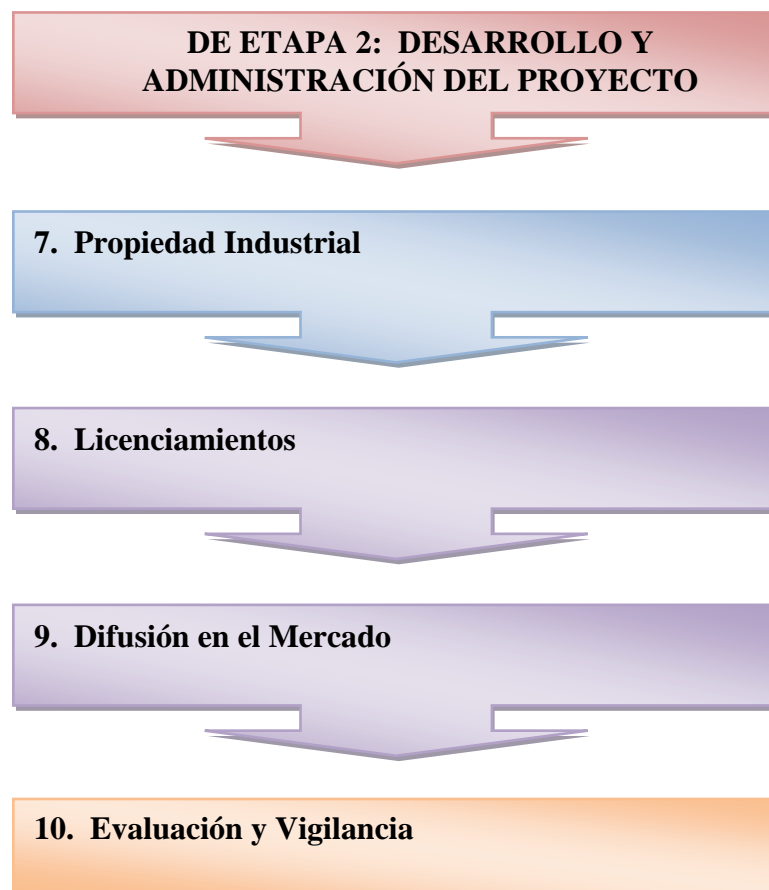 DE ETAPA 2: DESARROLLO Y
ADMINISTRACIÓN DEL PROYECTO
7. Propiedad Industrial
8. Licenciamientos
9. Difusión en el Mercado
10. Evaluación y Vigilancia